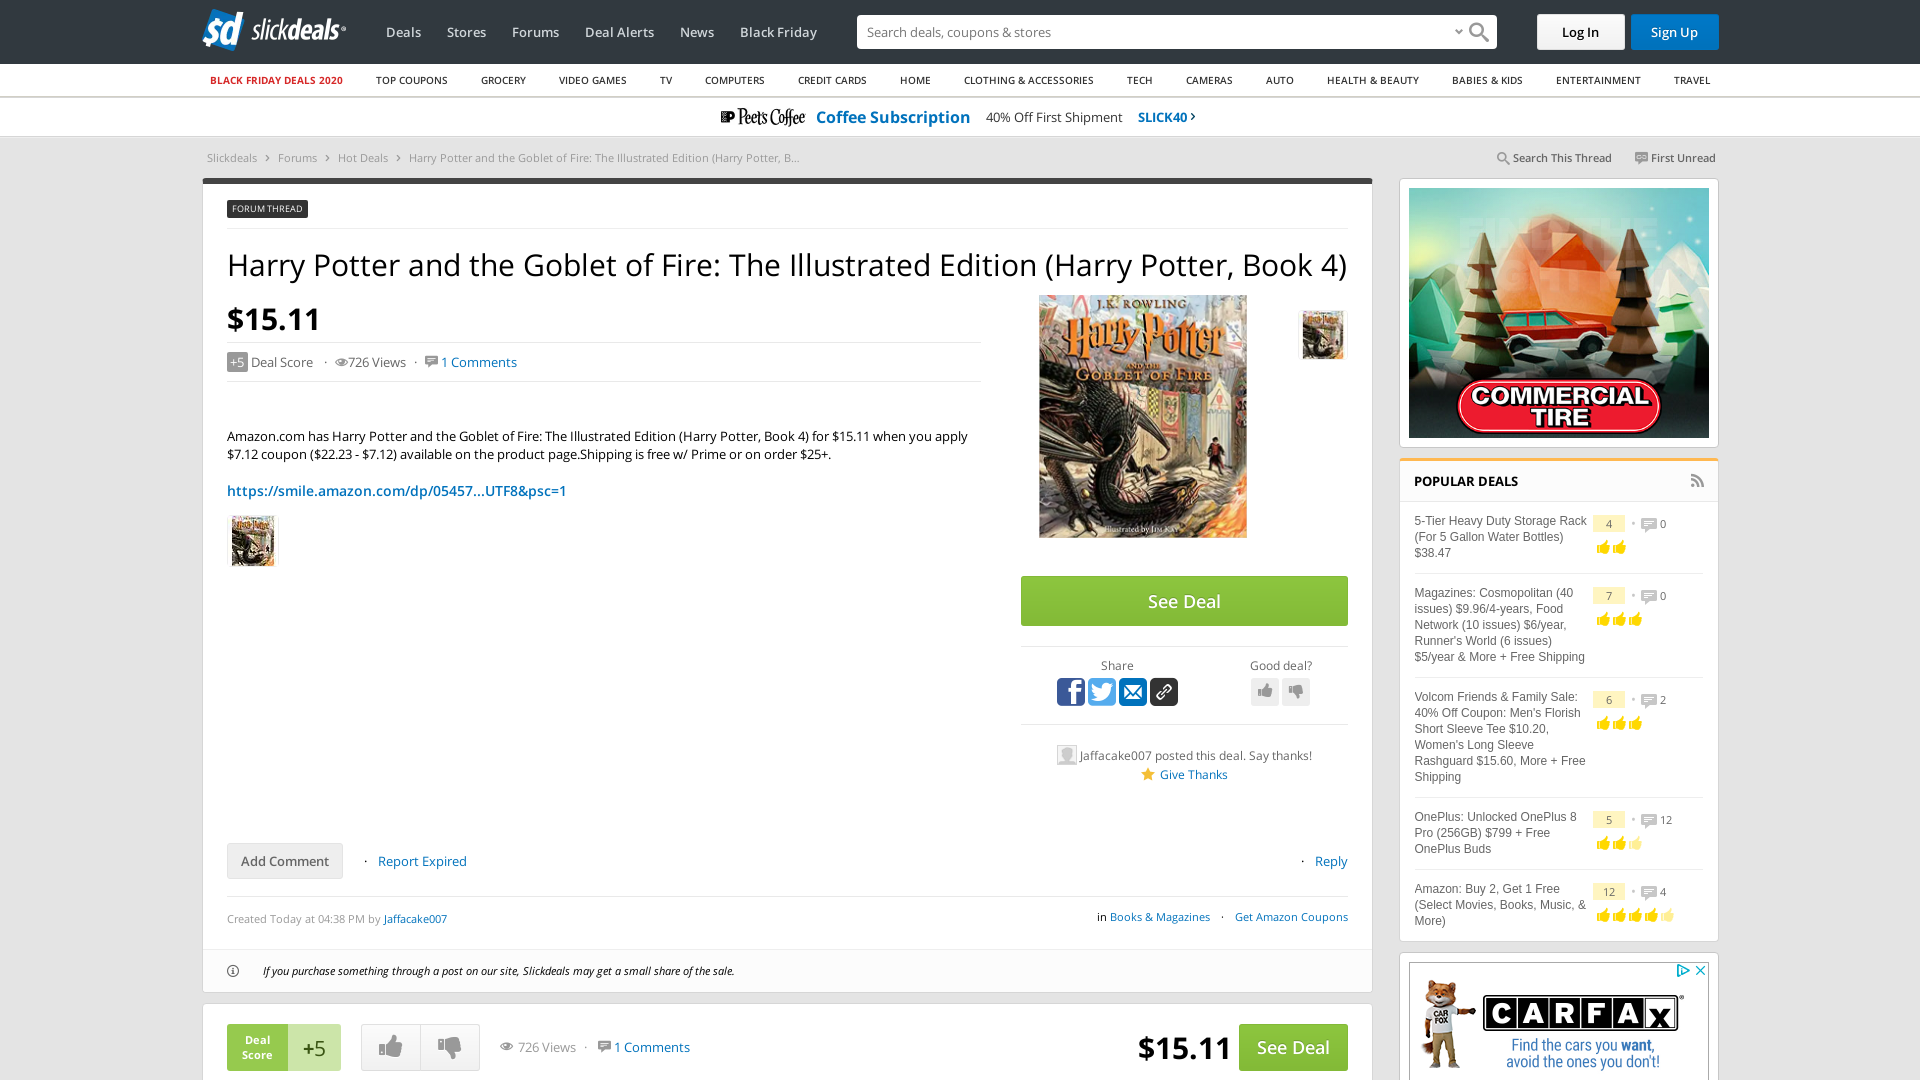 slickdeals
Deals
Stores
Forums
Deal Alerts
News
Black Friday
Search deals, coupons & stores
Log In
Sign Up
BLACK FRIDAY DEALS 2020
TOP COUPONS
GROCERY
VIDEO GAMES
TV
COMPUTERS
CREDIT CARDS
HOME
CLOTHING & ACCESSORIES
TECH
CAMERAS
AUTO
HEALTH & BEAUTY
BABIES & KIDS
ENTERTAINMENT
TRAVEL
Peet's Coffee Coffee Subscription 40% Off First Shipment SLICK40
Slickdeals > Forums > Hot Deals > Harry Potter and the Goblet of Fire: The Illustrated Edition (Harry Potter, B...
Search This Thread
First Unread
FORUM THREAD
Harry Potter and the Goblet of Fire: The Illustrated Edition (Harry Potter, Book 4)
$15.11
+5 Deal Score · 726 Views · 1 Comments
Amazon.com has Harry Potter and the Goblet of Fire: The Illustrated Edition (Harry Potter, Book 4) for $15.11 when you apply
$7.12 coupon ($22.23 - $7.12) available on the product page.Shipping is free w/ Prime or on order $25+.
https://smile.amazon.com/dp/05457...UTF8&psc=1
J.K. ROWLING
Harry Potter
AND THE
GOBLET OF FIRE
Illustrated by JIM KAY
See Deal
Share
Good deal?
Jaffacake007 posted this deal. Say thanks!
Give Thanks
Add Comment
· Report Expired
· Reply
Created Today at 04:38 PM by Jaffacake007
in Books & Magazines · Get Amazon Coupons
If you purchase something through a post on our site, Slickdeals may get a small share of the sale.
Deal
Score
+5
726 Views · 1 Comments
$15.11
See Deal
COMMERCIAL
TIRE
POPULAR DEALS
5-Tier Heavy Duty Storage Rack
(For 5 Gallon Water Bottles)
$38.47
4 · 0
Magazines: Cosmopolitan (40
issues) $9.96/4-years, Food
Network (10 issues) $6/year,
Runner's World (6 issues)
$5/year & More + Free Shipping
7 · 0
Volcom Friends & Family Sale:
40% Off Coupon: Men's Florish
Short Sleeve Tee $10.20,
Women's Long Sleeve
Rashguard $15.60, More + Free
Shipping
6 · 2
OnePlus: Unlocked OnePlus 8
Pro (256GB) $799 + Free
OnePlus Buds
5 · 12
Amazon: Buy 2, Get 1 Free
(Select Movies, Books, Music, &
More)
12 · 4
CAR
FOX
CARFAX
Find the cars you want,
avoid the ones you don't!